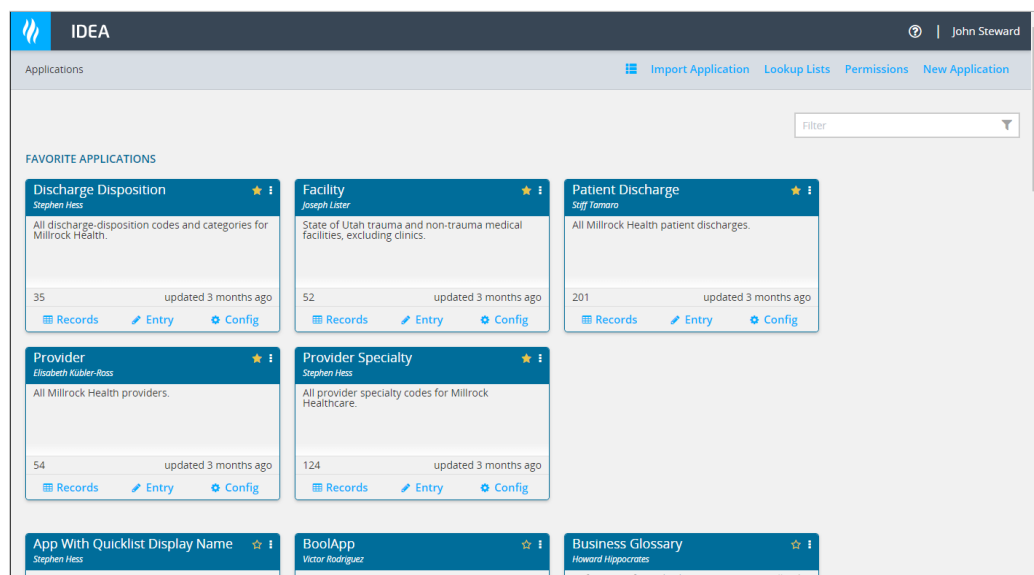 IDEA
John Steward
Applications
Import Application Lookup Lists Permissions New Application
Filter
FAVORITE APPLICATIONS
Discharge Disposition
Stephen Hess
All discharge-disposition codes and categories for
Millrock Health.
35 updated 3 months ago
Records Entry Config
Facility
Joseph Lister
State of Utah trauma and non-trauma medical
facilities, excluding clinics.
52 updated 3 months ago
Records Entry Config
Patient Discharge
Stiff Tamaro
All Millrock Health patient discharges.
201 updated 3 months ago
Records Entry Config
Provider
Elisabeth Kübler-Ross
All Millrock Health providers.
54 updated 3 months ago
Records Entry Config
Provider Specialty
Stephen Hess
All provider specialty codes for Millrock
Healthcare.
124 updated 3 months ago
Records Entry Config
App With Quicklist Display Name
Stephen Hess
BoolApp
Victor Rodriguez
Business Glossary
Howard Hippocrates